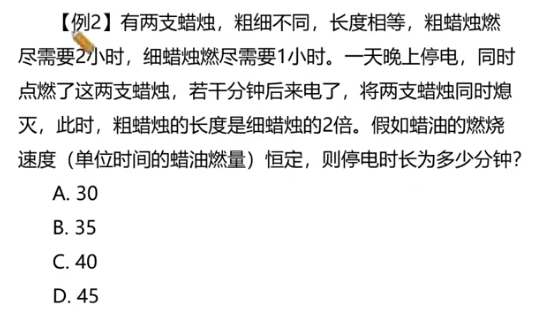 【例2】有两支蜡烛，粗细不同，长度相等，粗蜡烛燃
尽需要2小时，细蜡烛燃尽需要1小时。一天晚上停电，同时
点燃了这两支蜡烛，若干分钟后来电了，将两支蜡烛同时熄
灭，此时，粗蜡烛的长度是细蜡烛的2倍。假如蜡油的燃烧
速度（单位时间的蜡油燃量）恒定，则停电时长为多少分钟？
A. 30
B. 35
C. 40
D. 45